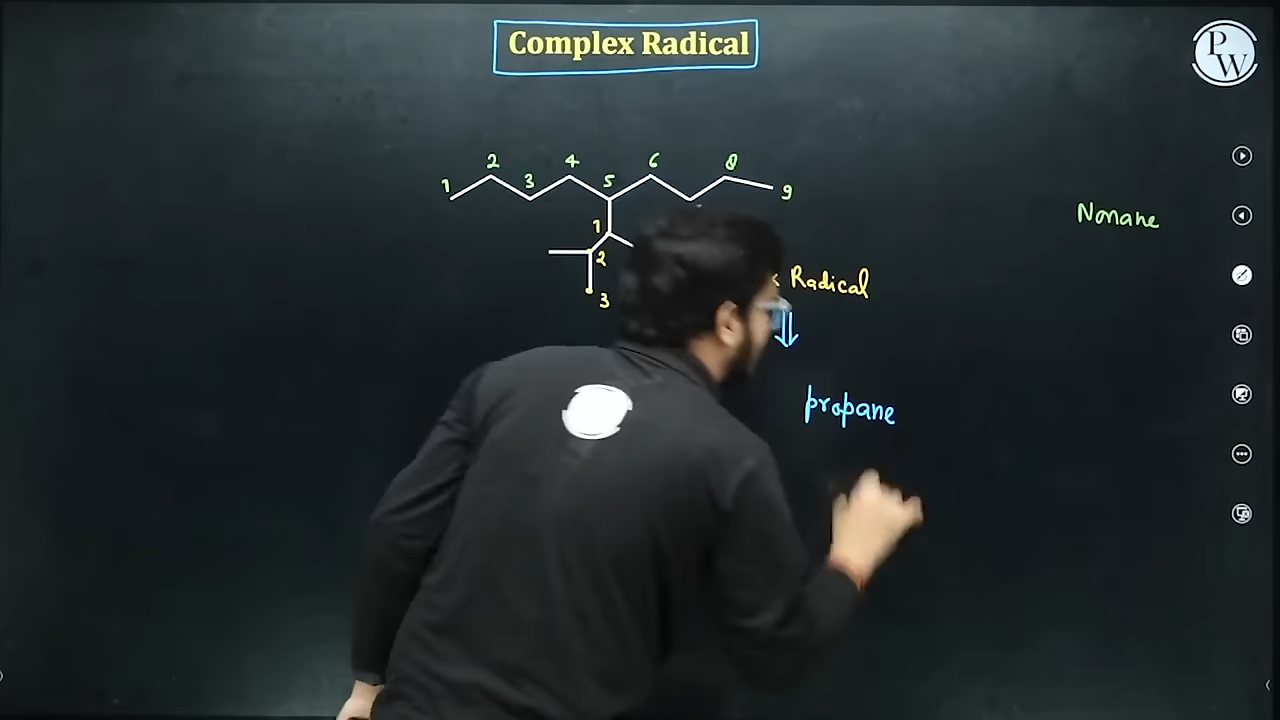 Complex Radical
PW
2 4 6 8
1 3 5 9
Nonane
1
2
Radical
3
propane